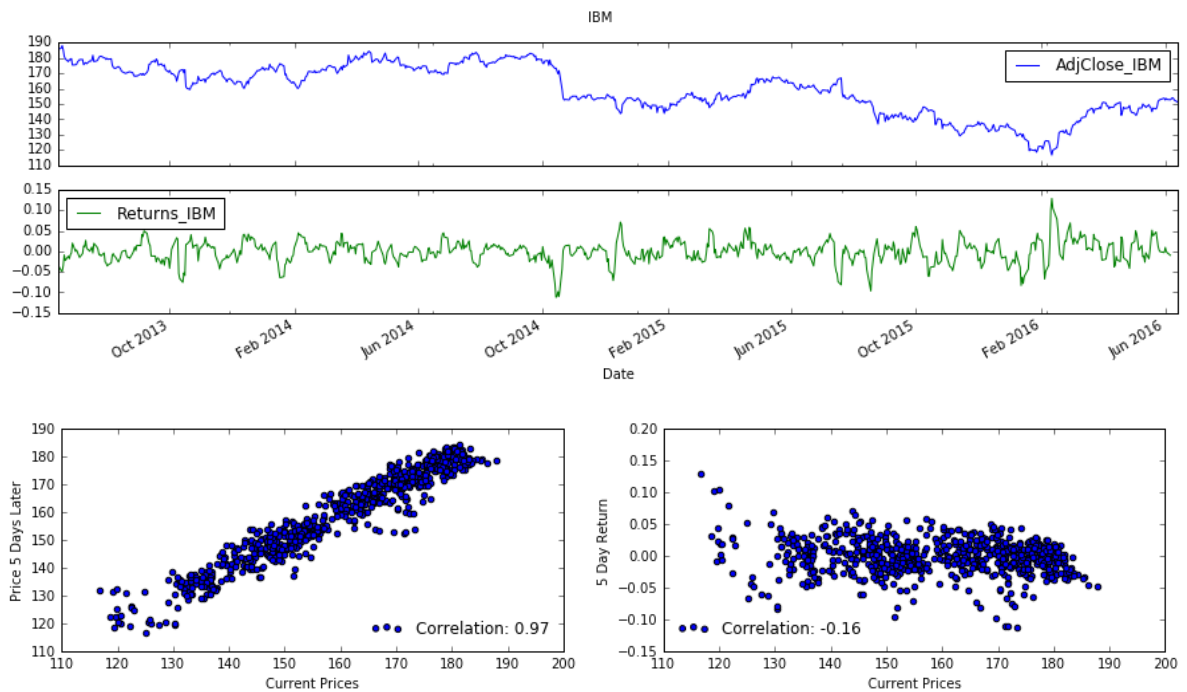 IBM
190
180
170
160
150
140
130
120
110
AdjClose_IBM
0.15
0.10
0.05
0.00
−0.05
−0.10
−0.15
Returns_IBM
Oct 2013
Feb 2014
Jun 2014
Oct 2014
Feb 2015
Jun 2015
Oct 2015
Feb 2016
Jun 2016
Date
Price 5 Days Later
190
180
170
160
150
140
130
120
110
Correlation: 0.97
110 120 130 140 150 160 170 180 190 200
Current Prices
5 Day Return
0.20
0.15
0.10
0.05
0.00
−0.05
−0.10
−0.15
Correlation: -0.16
110 120 130 140 150 160 170 180 190 200
Current Prices